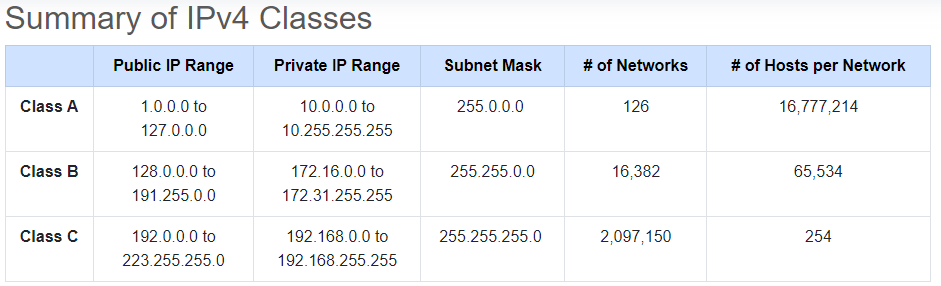 Summary of IPv4 Classes
Public IP Range Private IP Range Subnet Mask # of Networks # of Hosts per Network
Class A 1.0.0.0 to 10.0.0.0 to 255.0.0.0 126 16,777,214
127.0.0.0 10.255.255.255
Class B 128.0.0.0 to 172.16.0.0 to 255.255.0.0 16,382 65,534
191.255.0.0 172.31.255.255
Class C 192.0.0.0 to 192.168.0.0 to 255.255.255.0 2,097,150 254
223.255.255.0 192.168.255.255